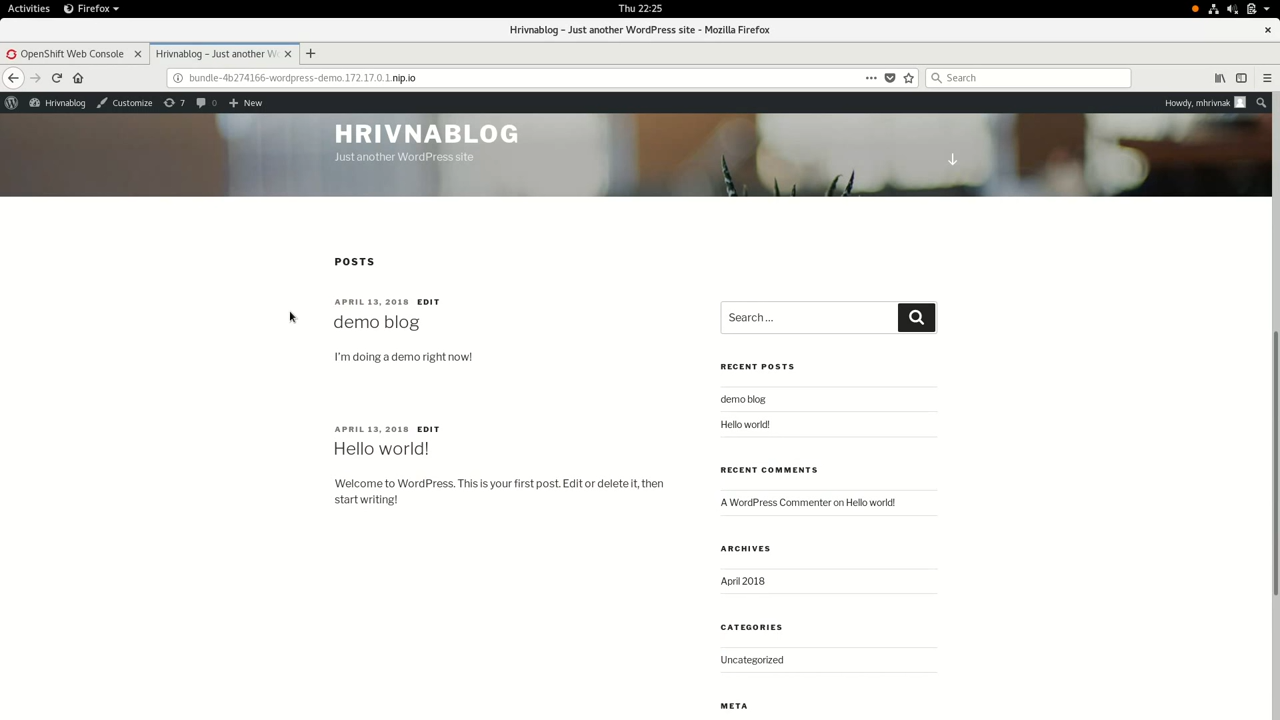 Activities Firefox Thu 22:25
Hrivnablog – Just another WordPress site - Mozilla Firefox
OpenShift Web Console Hrivnablog – Just another W
bundle-4b274166-wordpress-demo.172.17.0.1.nip.io Search
Hrivnablog Customize 7 0 New Howdy, mhrivnak
HRIVNABLOG
Just another WordPress site
POSTS
APRIL 13, 2018 EDIT
demo blog
I'm doing a demo right now!
APRIL 13, 2018 EDIT
Hello world!
Welcome to WordPress. This is your first post. Edit or delete it, then
start writing!
Search …
RECENT POSTS
demo blog
Hello world!
RECENT COMMENTS
A WordPress Commenter on Hello world!
ARCHIVES
April 2018
CATEGORIES
Uncategorized
META